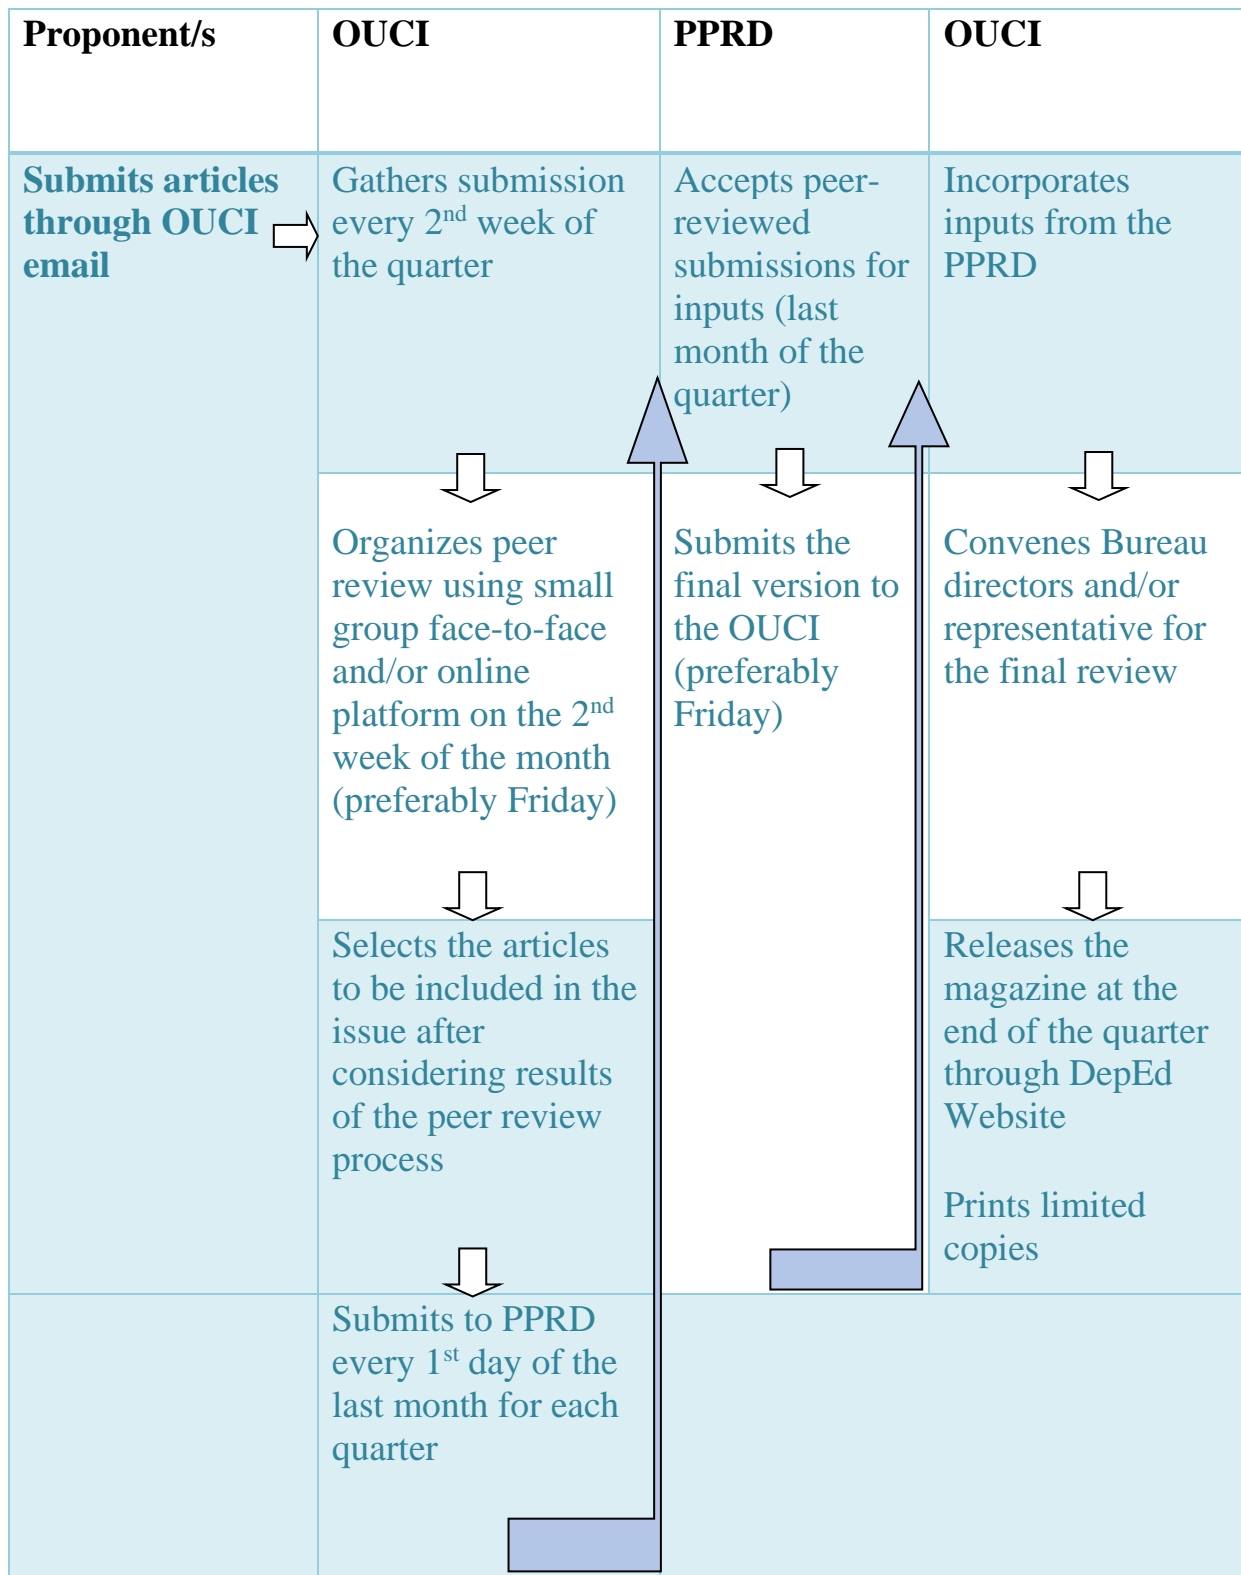 Proponent/s
OUCI
PPRD
OUCI
Submits articles
through OUCI
email
Gathers submission
every 2nd week of
the quarter
Accepts peer-
reviewed
submissions for
inputs (last
month of the
quarter)
Incorporates
inputs from the
PPRD
Organizes peer
review using small
group face-to-face
and/or online
platform on the 2nd
week of the month
(preferably Friday)
Submits the
final version to
the OUCI
(preferably
Friday)
Convenes Bureau
directors and/or
representative for
the final review
Selects the articles
to be included in the
issue after
considering results
of the peer review
process
Releases the
magazine at the
end of the quarter
through DepEd
Website
Prints limited
copies
Submits to PPRD
every 1st day of the
last month for each
quarter